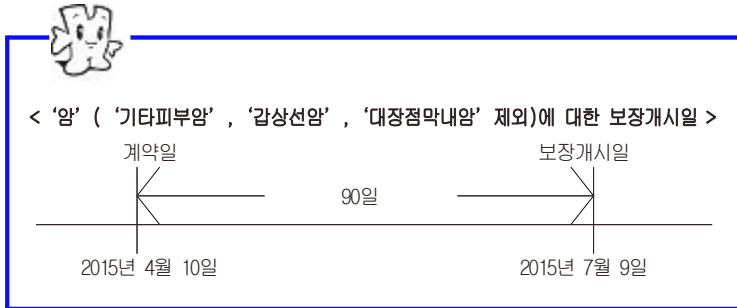 < ‘암’ ( ‘기타피부암’ , ‘갑상선암’ , ‘대장점막내암’ 제외)에 대한 보장개시일 >
계약일 보장개시일
90일
2015년 4월 10일 2015년 7월 9일